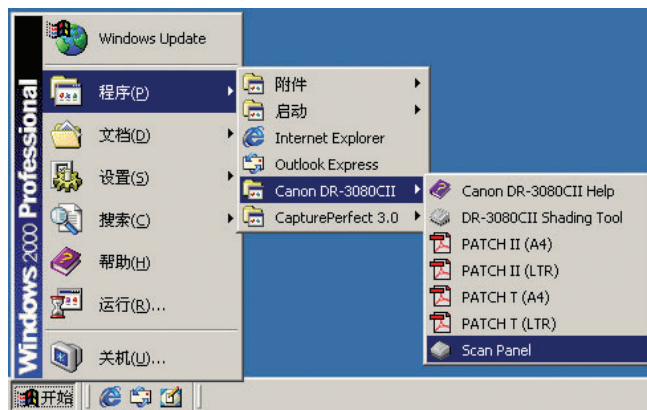 Windows 2000 Professional
Windows Update
程序(P)
文档(D)
设置(S)
搜索(C)
帮助(H)
运行(R)...
关机(U)...
附件
启动
Internet Explorer
Outlook Express
Canon DR-3080CII
CapturePerfect 3.0
Canon DR-3080CII Help
DR-3080CII Shading Tool
PATCH II (A4)
PATCH II (LTR)
PATCH T (A4)
PATCH T (LTR)
Scan Panel
开始